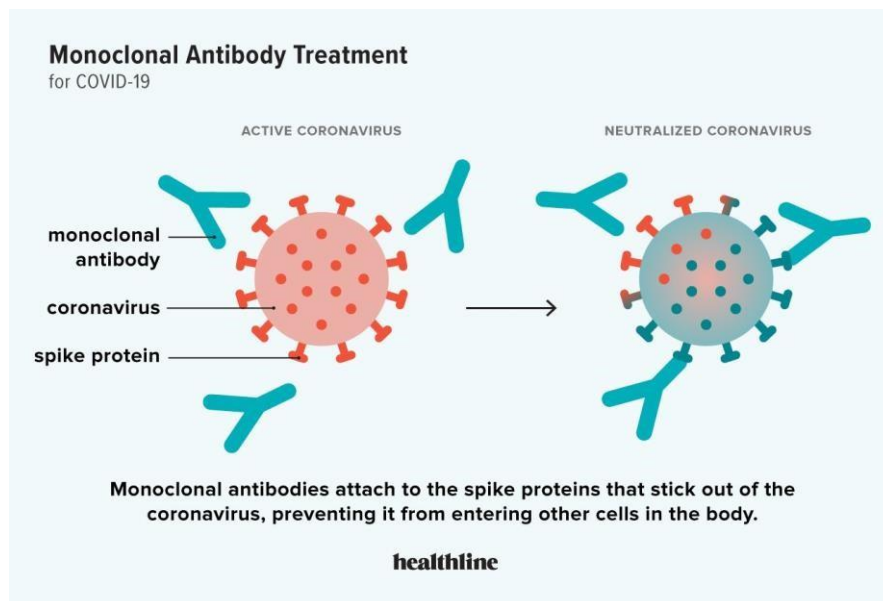 Monoclonal Antibody Treatment
for COVID-19
ACTIVE CORONAVIRUS
NEUTRALIZED CORONAVIRUS
monoclonal
antibody
coronavirus
spike protein
Monoclonal antibodies attach to the spike proteins that stick out of the
coronavirus, preventing it from entering other cells in the body.
healthline